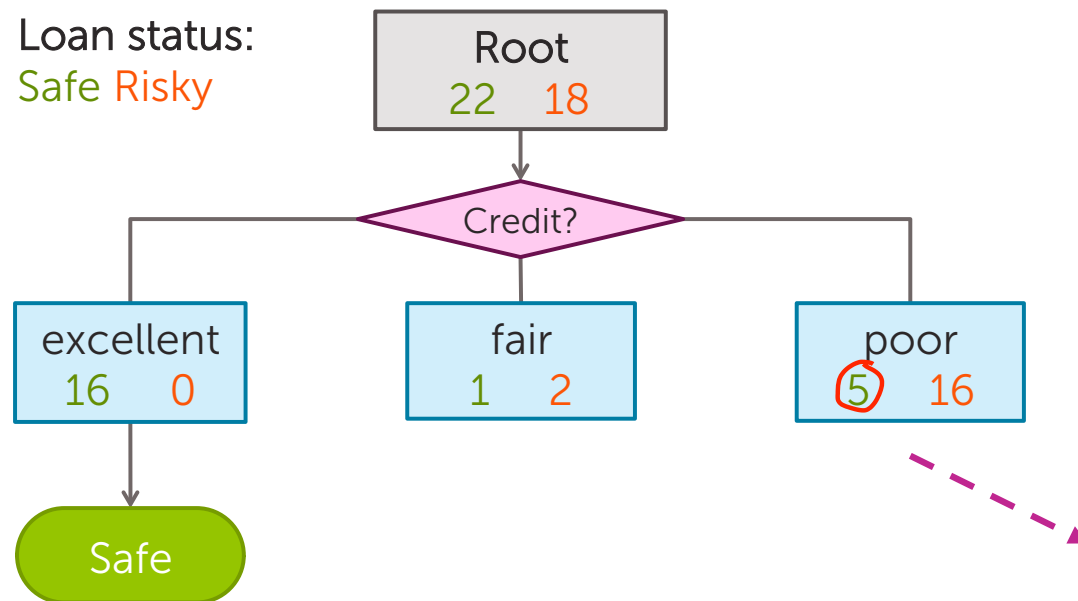 Loan status:
Safe Risky
Root
22 18
Credit?
excellent
16 0
fair
1 2
poor
5 16
Safe